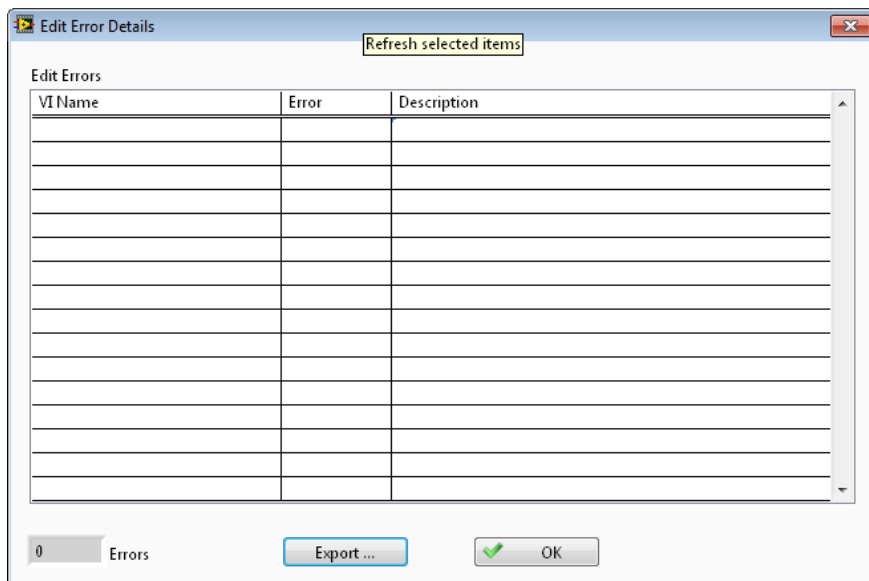 Edit Error Details
Refresh selected items
Edit Errors
VI Name Error Description
0 Errors Export ... OK